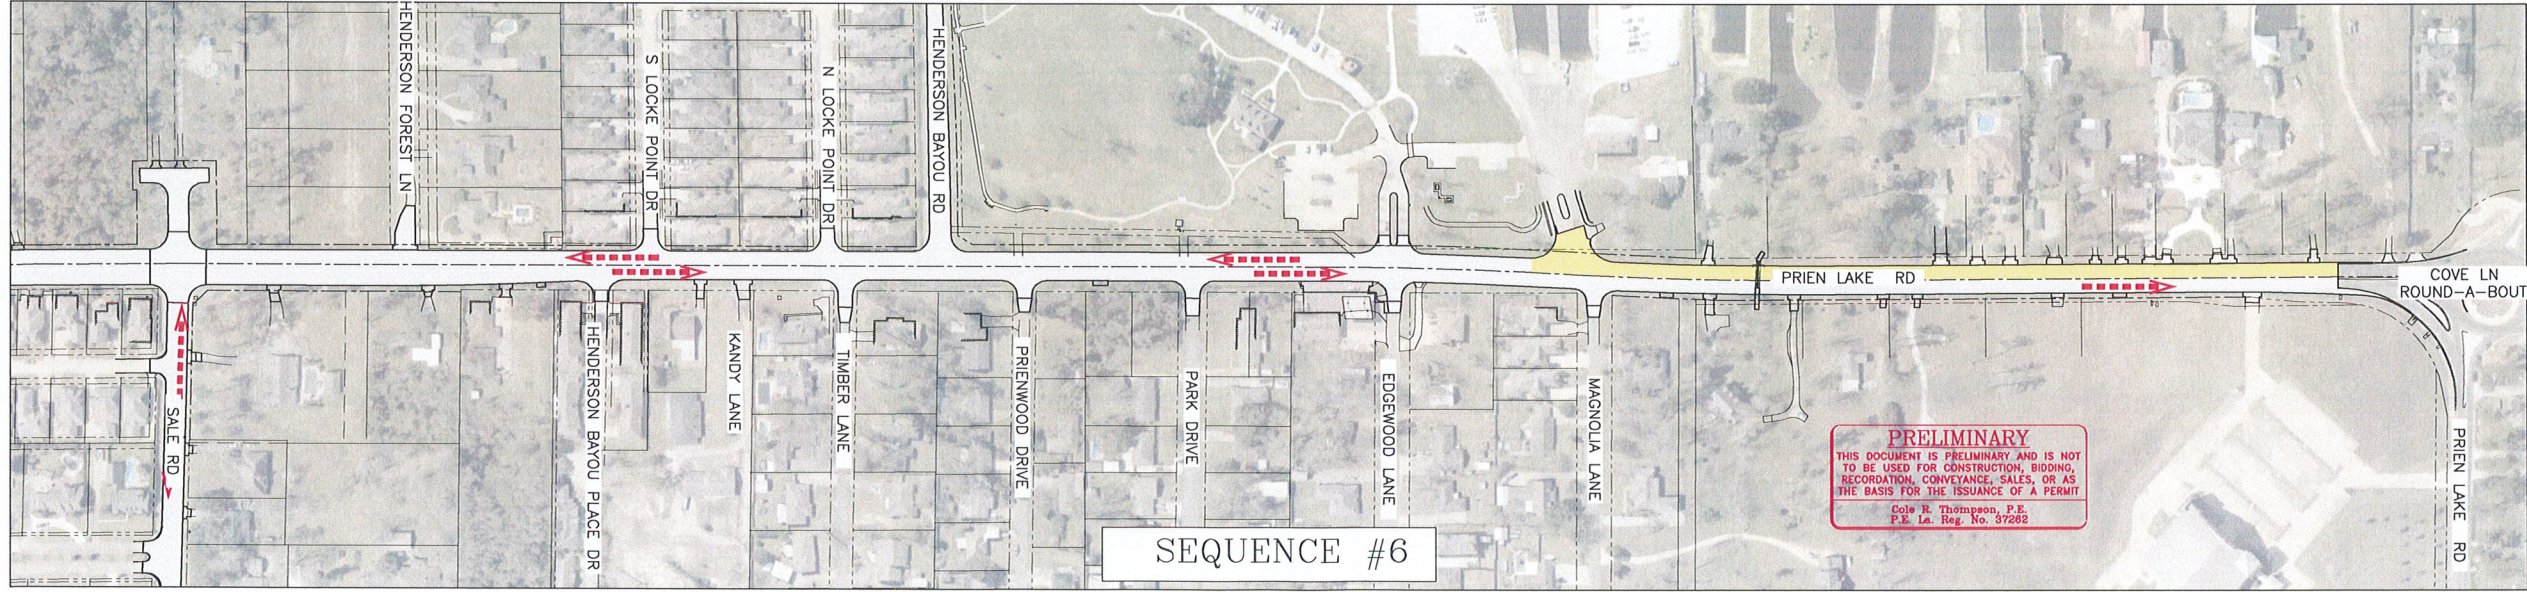 HENDERSON FOREST LN
S LOCKE POINT DR
N LOCKE POINT DR
HENDERSON BAYOU RD
PRIEN LAKE RD
COVE LN
ROUND-A-BOUT
SALE RD
HENDERSON BAYOU PLACE DR
KANDY LANE
TIMBER LANE
PRIENWOOD DRIVE
PARK DRIVE
EDGEWOOD LANE
MAGNOLIA LANE
PRIEN LAKE RD
PRELIMINARY
THIS DOCUMENT IS PRELIMINARY AND IS NOT
TO BE USED FOR CONSTRUCTION, BIDDING,
RECORDATION, CONVEYANCE, SALES, OR AS
THE BASIS FOR THE ISSUANCE OF A PERMIT
Cole R. Thompson, P.E.
P.E. La. Reg. No. 37262
SEQUENCE #6